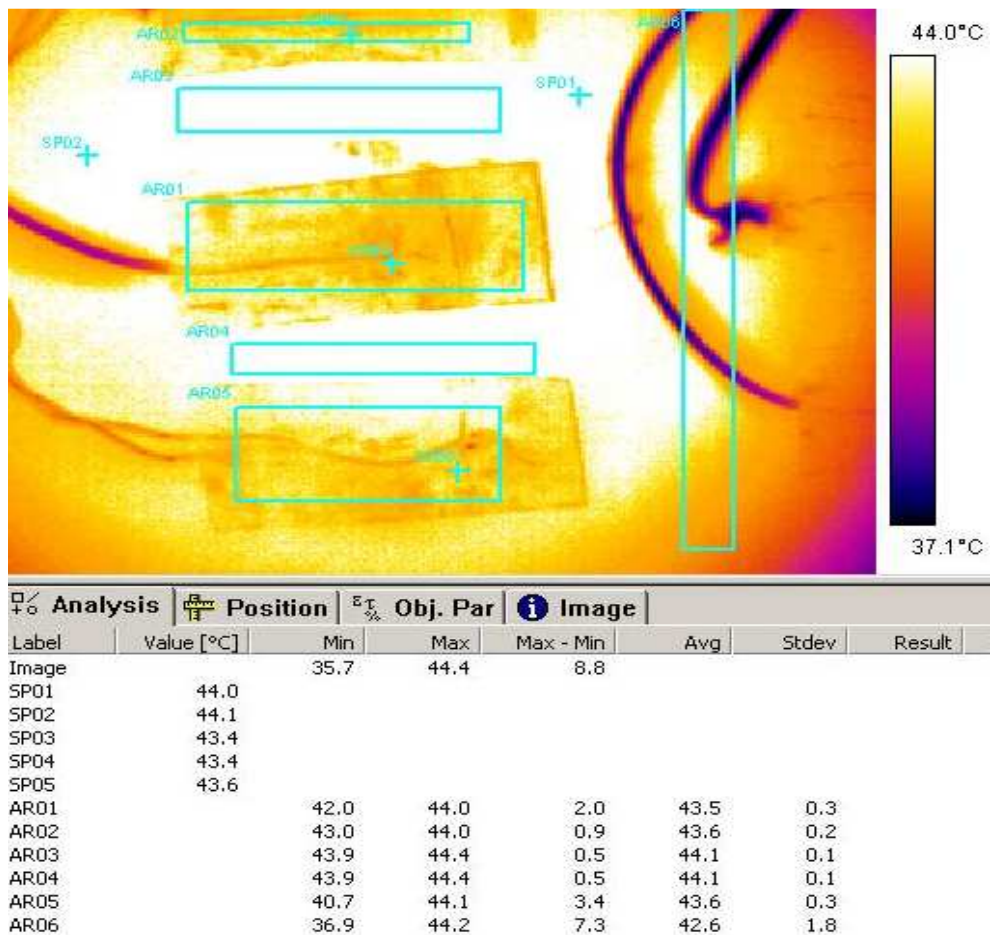 AR02
44.0°C
AR06
AR03
SP01
SP02
AR01
AR04
AR05
37.1°C
Analysis Position Obj. Par Image
Label Value [°C] Min Max Max - Min Avg Stdev Result
Image 35.7 44.4 8.8
SP01 44.0
SP02 44.1
SP03 43.4
SP04 43.4
SP05 43.6
AR01 42.0 44.0 2.0 43.5 0.3
AR02 43.0 44.0 0.9 43.6 0.2
AR03 43.9 44.4 0.5 44.1 0.1
AR04 43.9 44.4 0.5 44.1 0.1
AR05 40.7 44.1 3.4 43.6 0.3
AR06 36.9 44.2 7.3 42.6 1.8